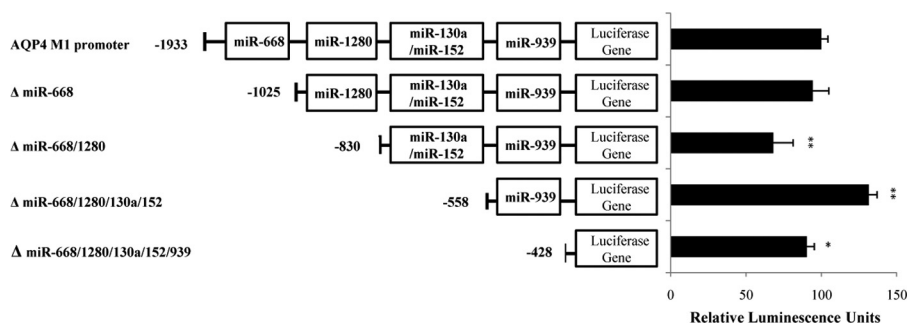 AQP4 M1 promoter -1933 miR-668 miR-1280 miR-130a /miR-152 miR-939 Luciferase Gene
Δ miR-668 -1025 miR-1280 miR-130a /miR-152 miR-939 Luciferase Gene
Δ miR-668/1280 -830 miR-130a /miR-152 miR-939 Luciferase Gene **
Δ miR-668/1280/130a/152 -558 miR-939 Luciferase Gene **
Δ miR-668/1280/130a/152/939 -428 Luciferase Gene *
0 50 100 150
Relative Luminescence Units